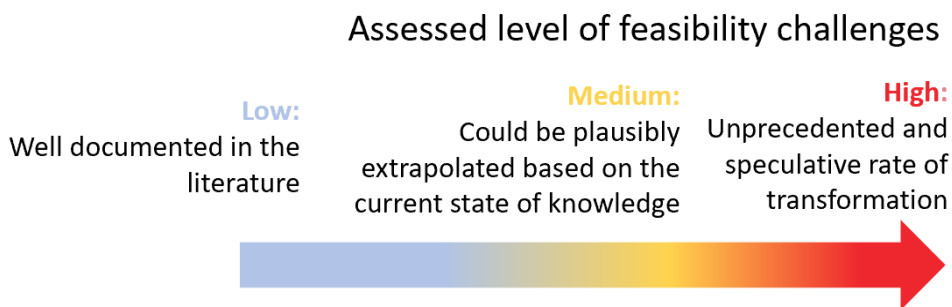 Assessed level of feasibility challenges
Low:
Well documented in the
literature
Medium:
Could be plausibly
extrapolated based on the
current state of knowledge
High:
Unprecedented and
speculative rate of
transformation